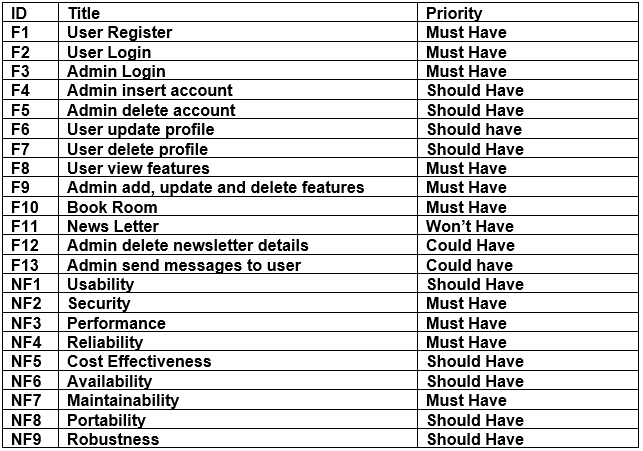 ID Title Priority
F1 User Register Must Have
F2 User Login Must Have
F3 Admin Login Must Have
F4 Admin insert account Should Have
F5 Admin delete account Should Have
F6 User update profile Should have
F7 User delete profile Should Have
F8 User view features Must Have
F9 Admin add, update and delete features Must Have
F10 Book Room Must Have
F11 News Letter Won’t Have
F12 Admin delete newsletter details Could Have
F13 Admin send messages to user Could have
NF1 Usability Should Have
NF2 Security Must Have
NF3 Performance Must Have
NF4 Reliability Must Have
NF5 Cost Effectiveness Should Have
NF6 Availability Should Have
NF7 Maintainability Must Have
NF8 Portability Should Have
NF9 Robustness Should Have